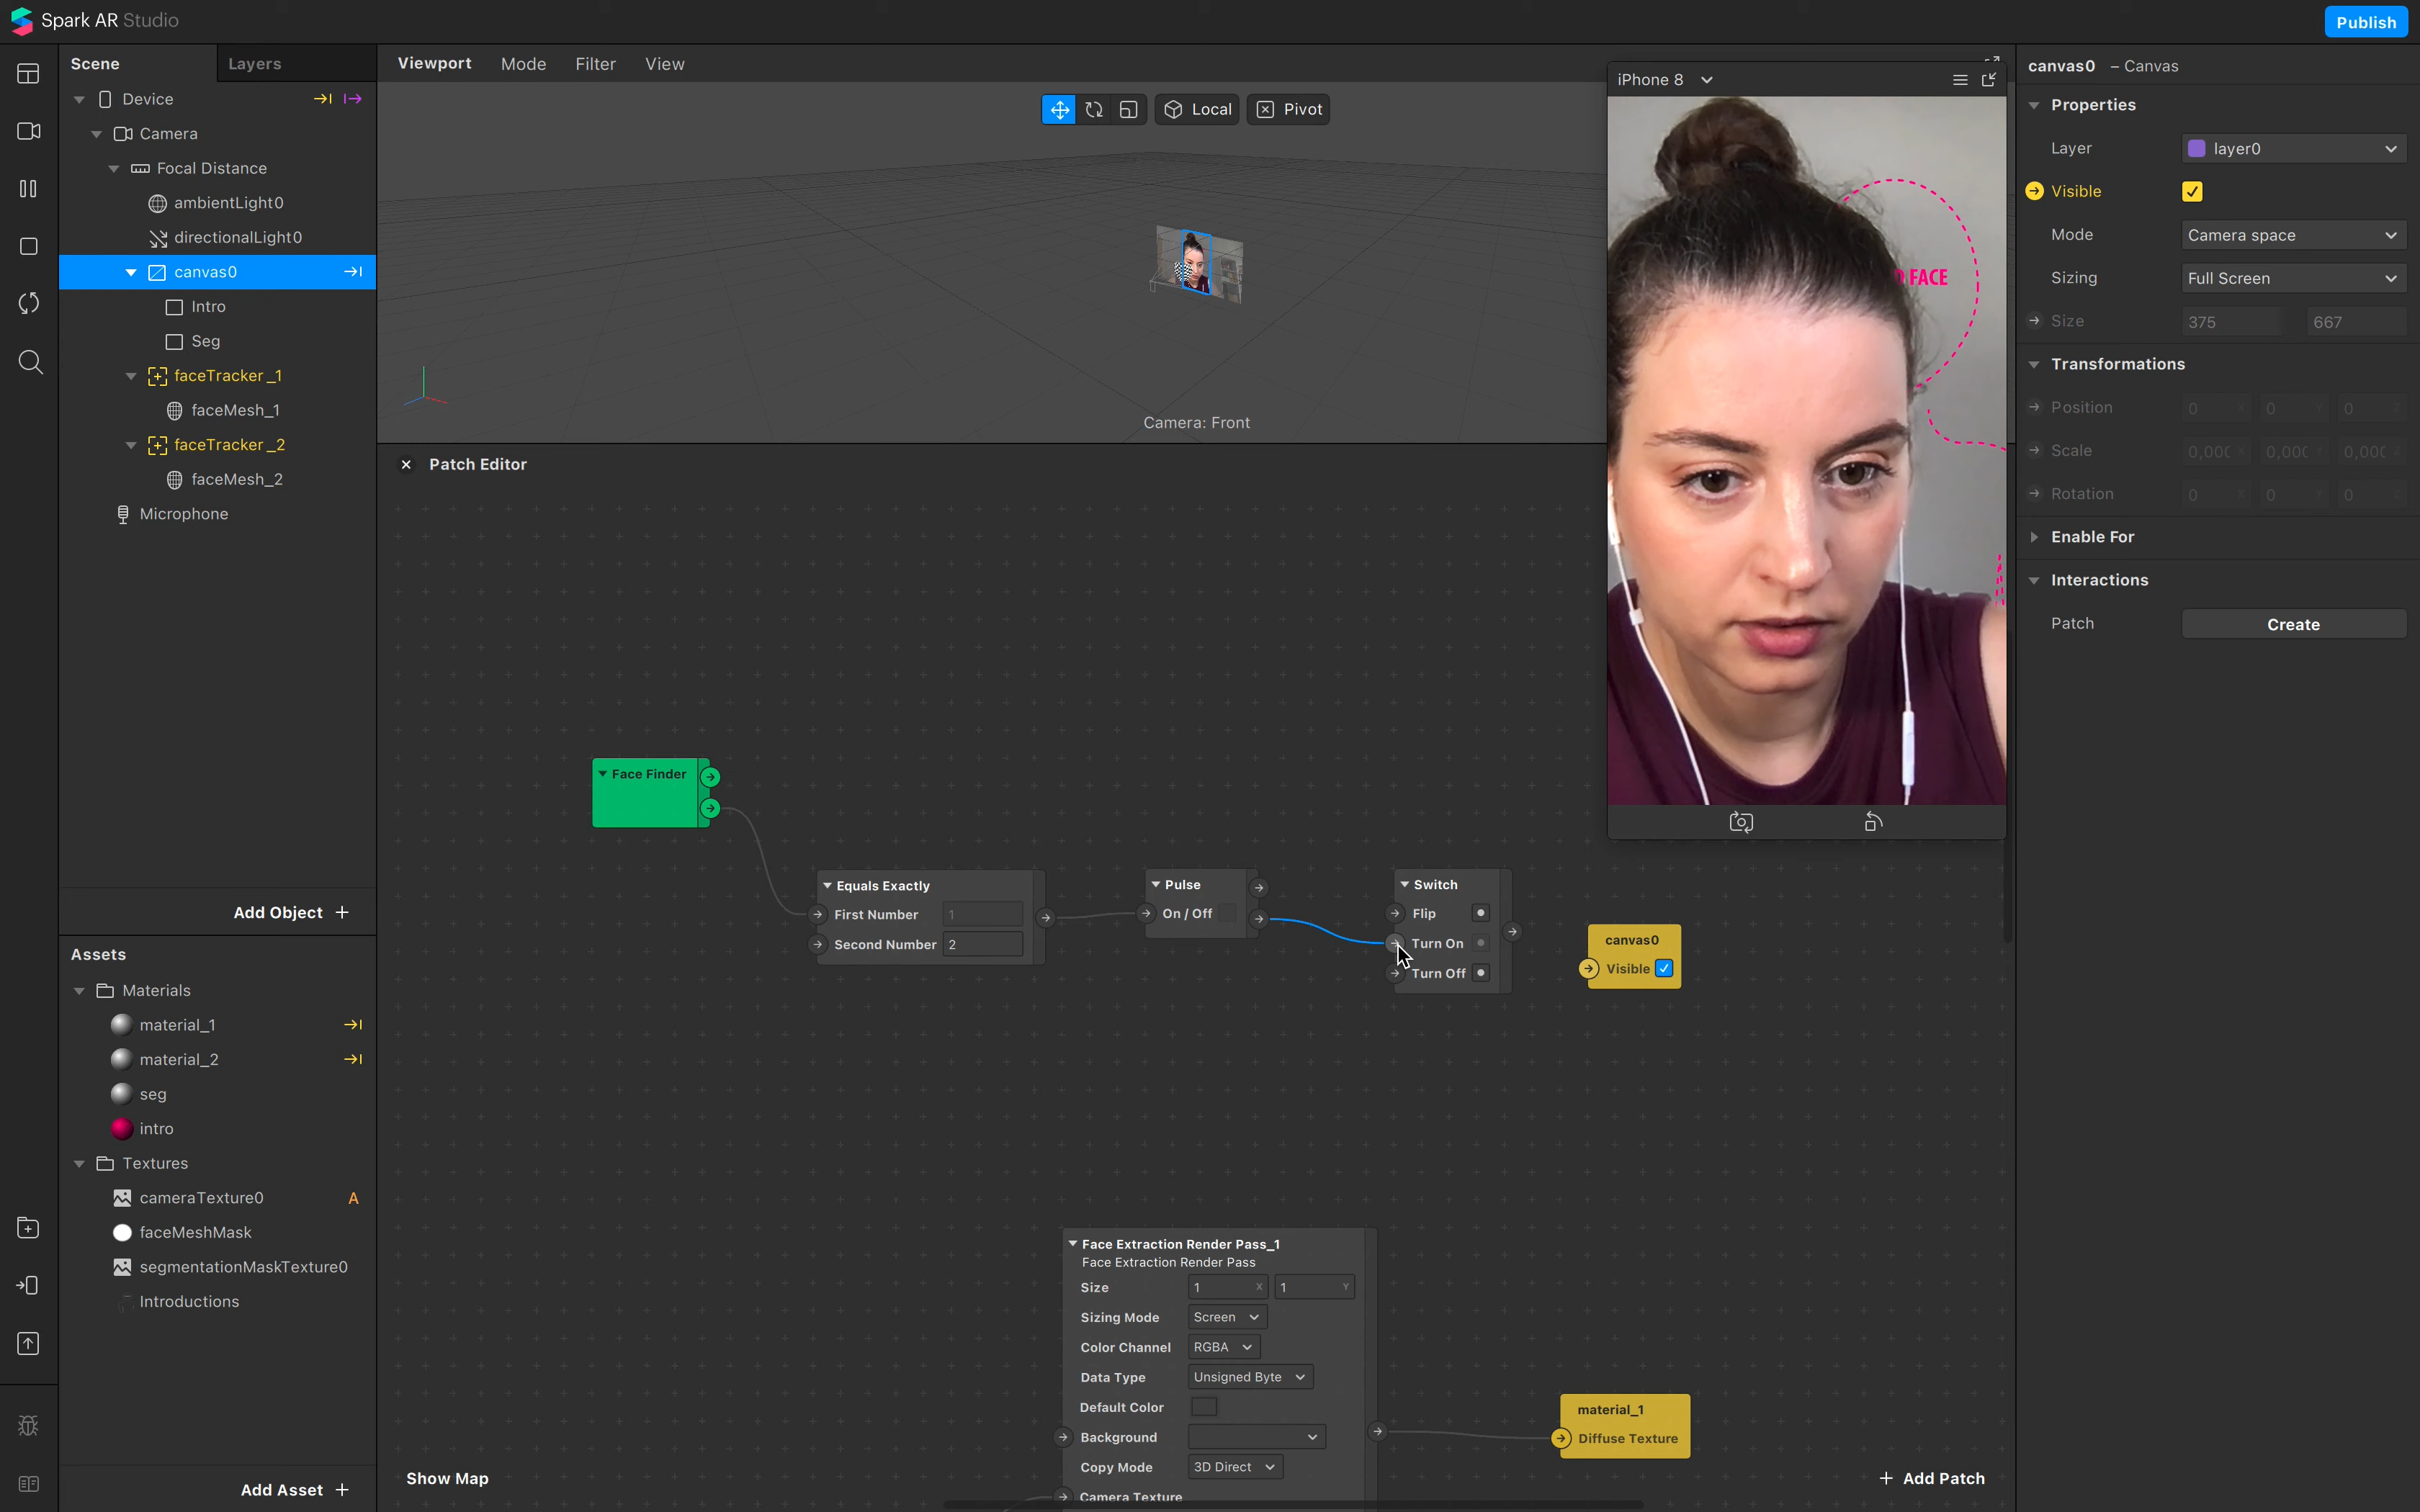 Spark AR Studio
Publish
Scene
Layers
Device
Camera
Focal Distance
ambientLight0
directionalLight0
canvas0
Intro
Seg
faceTracker_1
faceMesh_1
faceTracker_2
faceMesh_2
Microphone
Add Object +
Assets
Materials
material_1
material_2
seg
intro
Textures
cameraTexture0 A
faceMeshMask
segmentationMaskTexture0
Introductions
Add Asset +
Viewport Mode Filter View
Local
Pivot
Camera: Front
Patch Editor
Face Finder
Equals Exactly
First Number 1
Second Number 2
Pulse
On / Off
Switch
Flip
Turn On
Turn Off
canvas0
Visible
Face Extraction Render Pass_1
Face Extraction Render Pass
Size 1 X 1 Y
Sizing Mode Screen
Color Channel RGBA
Data Type Unsigned Byte
Default Color
Background
Copy Mode 3D Direct
Camera Texture
material_1
Diffuse Texture
Show Map
+ Add Patch
iPhone 8
FACE
canvas0 – Canvas
Properties
Layer layer0
Visible
Mode Camera space
Sizing Full Screen
Size 375 667
Transformations
Position 0 0 0
Scale 0,000 0,000 0,000
Rotation 0 0 0
Enable For
Interactions
Patch Create